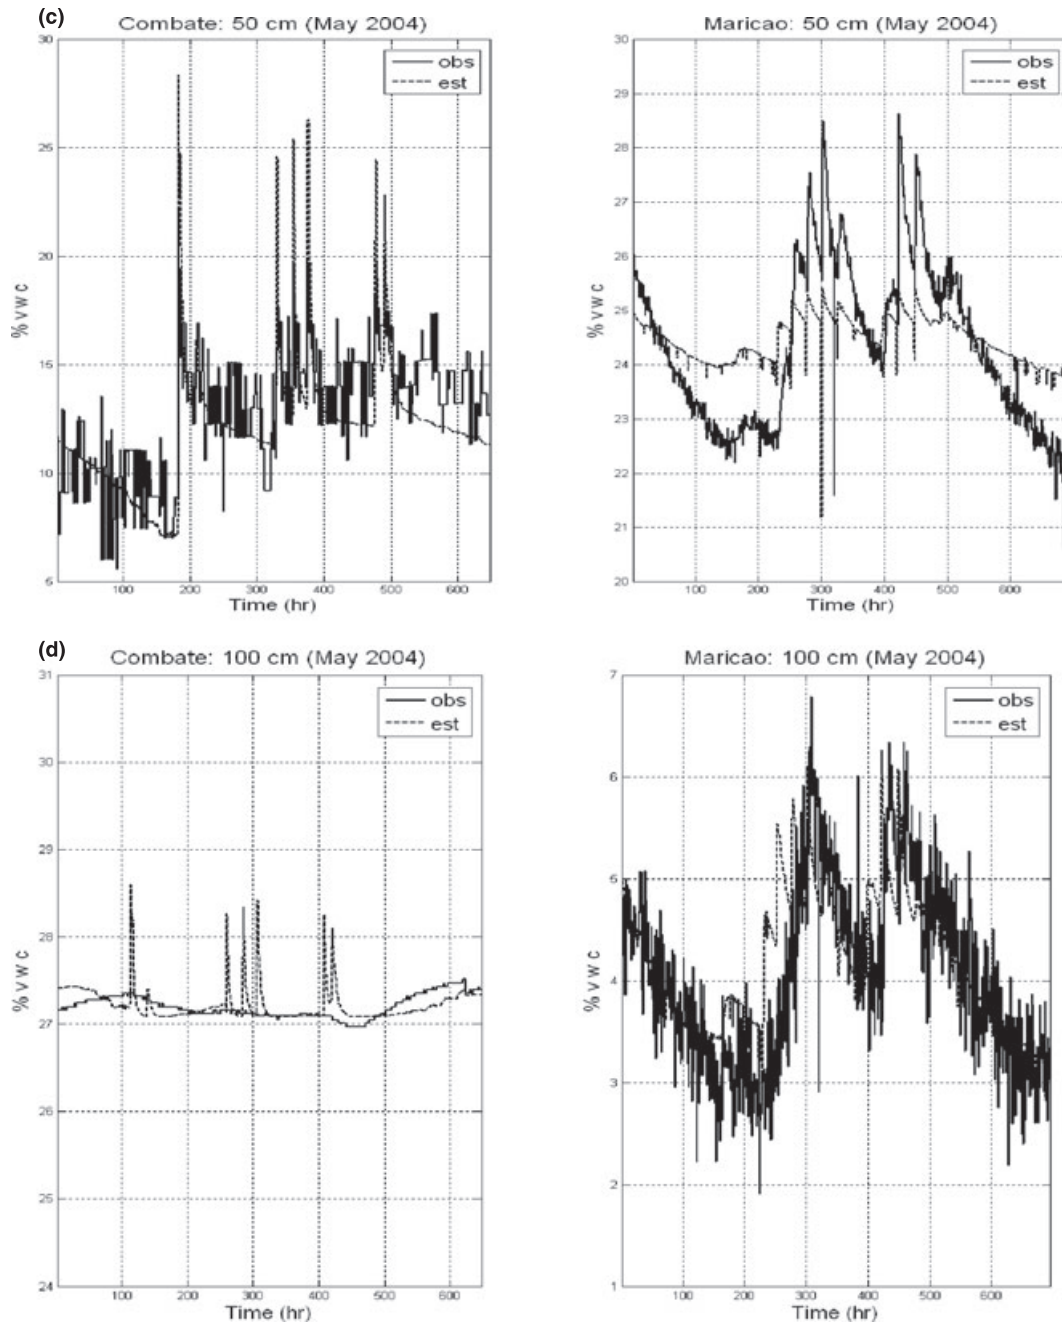 (c)
Combate: 50 cm (May 2004)
30
25
20
15
10
5
% v w c
100 200 300 400 500 600
Time (hr)
obs
est
Maricao: 50 cm (May 2004)
30
29
28
27
26
25
24
23
22
21
20
% v w c
100 200 300 400 500 600
Time (hr)
obs
est
(d)
Combate: 100 cm (May 2004)
31
30
29
28
27
26
25
24
% v w c
100 200 300 400 500 600
Time (hr)
obs
est
Maricao: 100 cm (May 2004)
7
6
5
4
3
2
1
% v w c
100 200 300 400 500 600
Time (hr)
obs
est